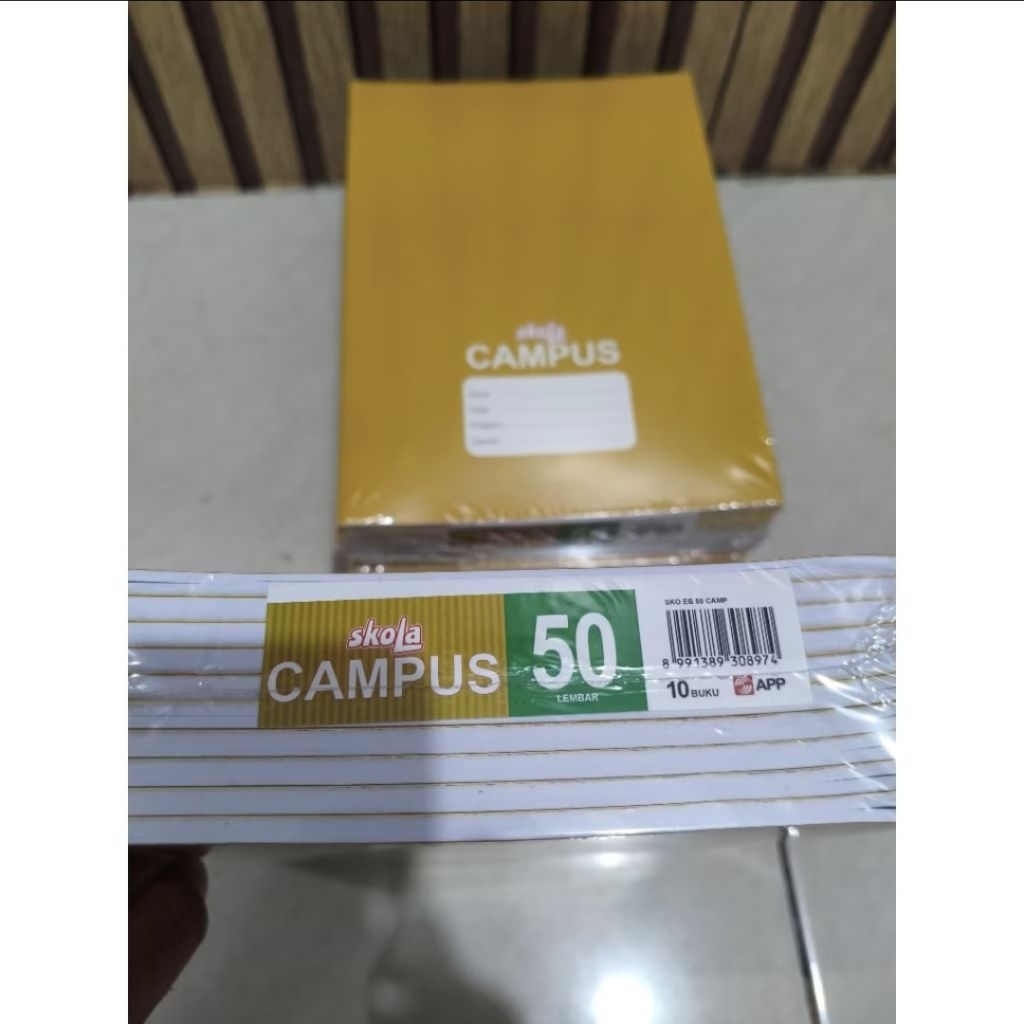 skola
CAMPUS
skoLa
CAMPUS
50
LEMBAR
SKO EB 50 CAMP
8 991389 308974
10 BUKU
APP